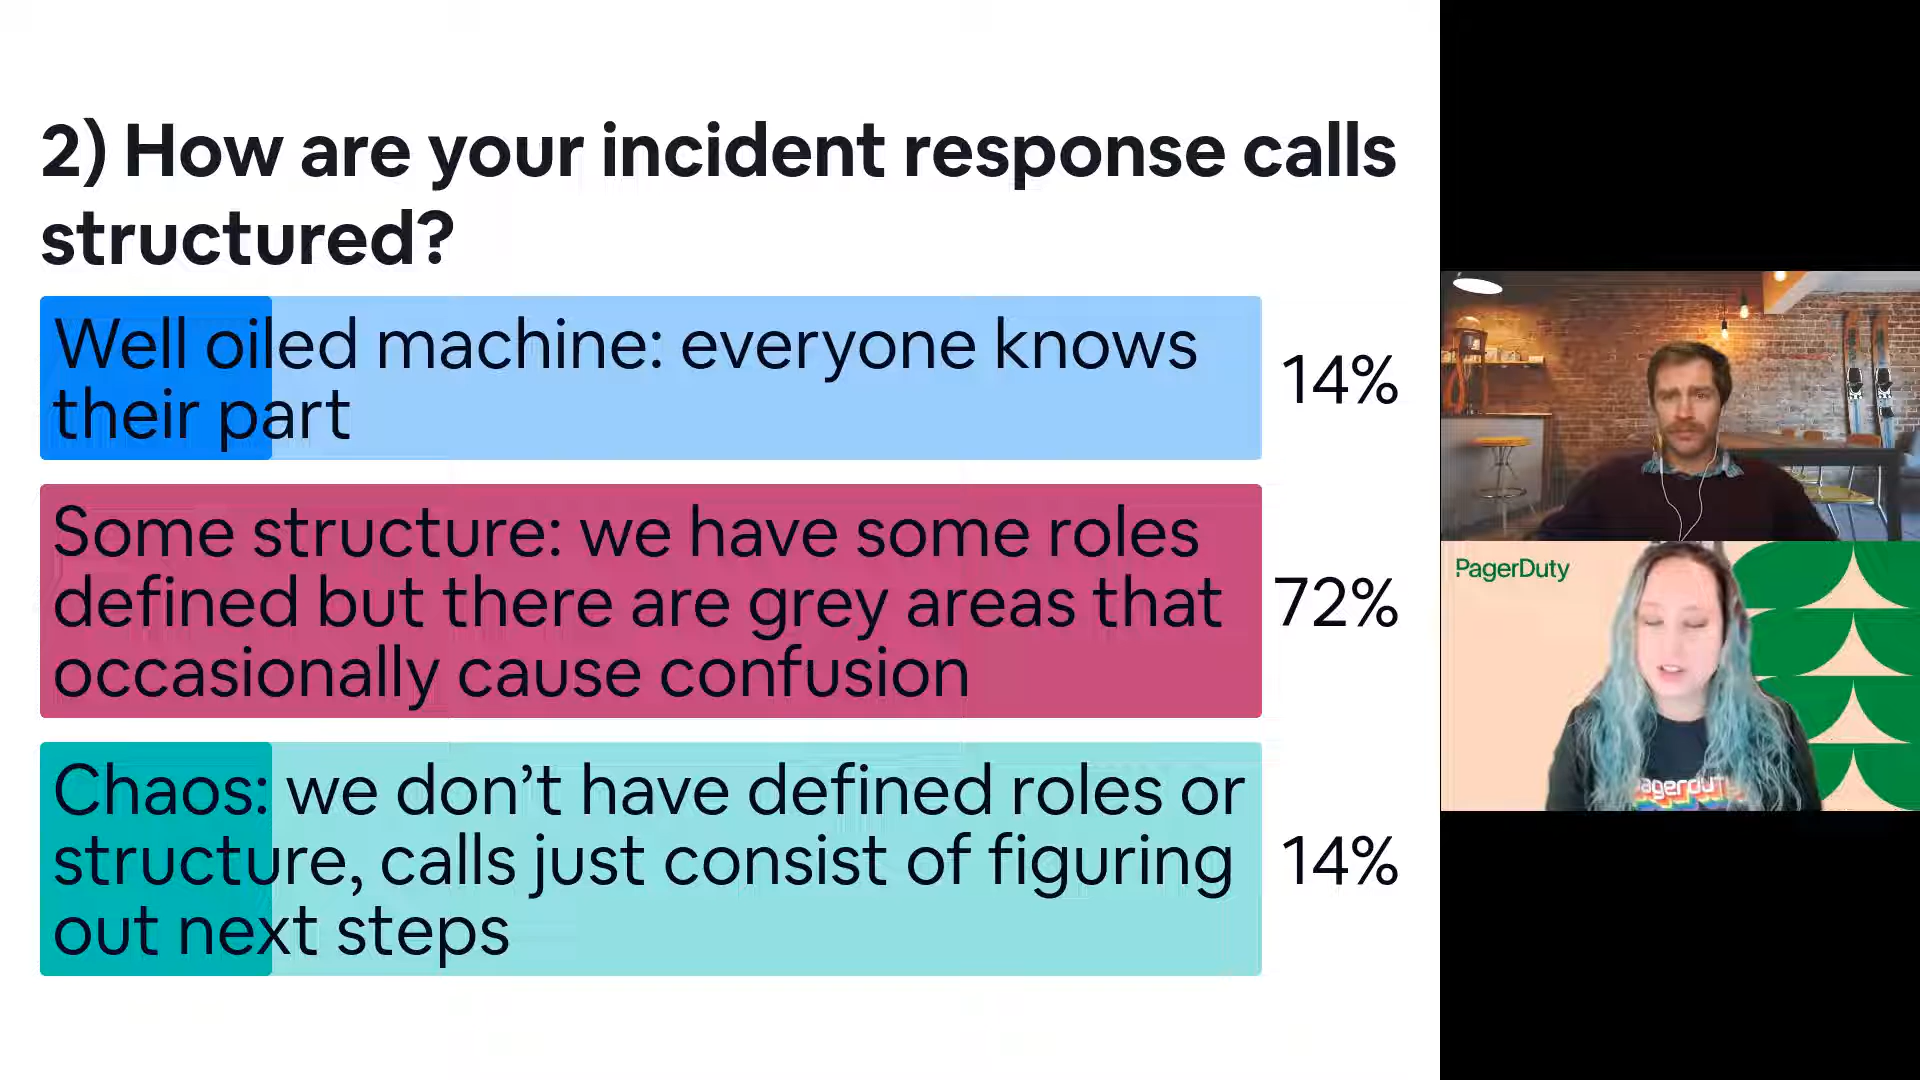 2) How are your incident response calls
structured?
Well oiled machine: everyone knows
their part
14%
Some structure: we have some roles
defined but there are grey areas that
occasionally cause confusion
72%
Chaos: we don’t have defined roles or
structure, calls just consist of figuring
out next steps
14%
PagerDuty